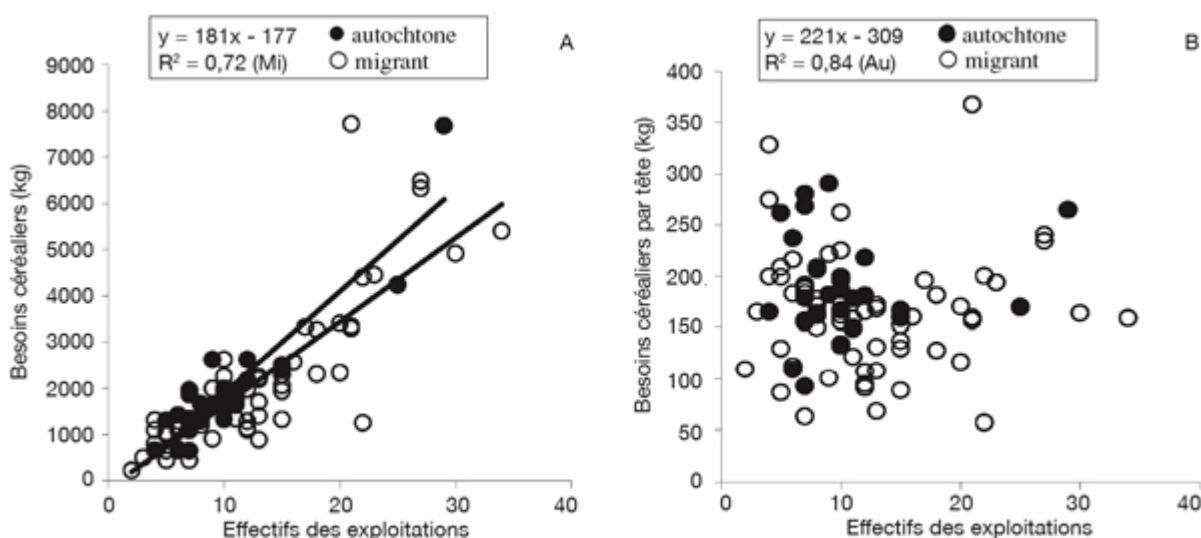 y = 181x - 177
R² = 0,72 (Mi)
autochtone
migrant
A
Besoins céréaliers (kg)
9000
8000
7000
6000
5000
4000
3000
2000
1000
0
0 10 20 30 40
Effectifs des exploitations
y = 221x - 309
R² = 0,84 (Au)
autochtone
migrant
B
Besoins céréaliers par tête (kg)
400
350
300
250
200
150
100
50
0
0 10 20 30 40
Effectifs des exploitations